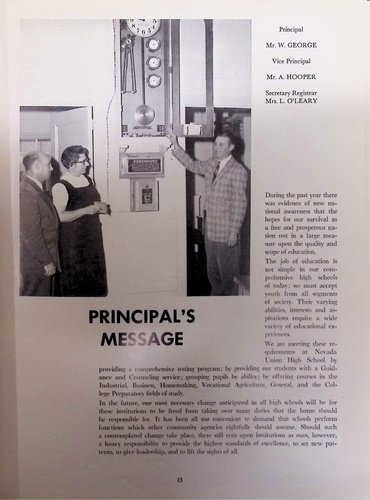 Principal
Mr. W. GEORGE
Vice Principal
Mr. A. HOOPER
Secretary Registrar
Mrs. L. O'LEARY
During the past year there
was evidence of new na-
tional awareness that the
hopes for our survival as
a free and prosperous na-
tion rest in a large mea-
sure upon the quality and
scope of education.
The job of education is
not simple in our com-
prehensive high schools
of today; we must accept
youth from all segments
of society. Their varying
abilities, interests and as-
pirations require a wide
variety of educational ex-
periences.
We are meeting these re-
quirements at Nevada
Union High School by
PRINCIPAL'S
MESSAGE
providing a comprehensive testing program; by providing our students with a Guid-
ance and Counseling service; grouping pupils by ability; by offering courses in the
Industrial, Business, Homemaking, Vocational Agriculture, General, and the Col-
lege Preparatory fields of study.
In the future, one most necessary change anticipated in all high schools will be for
these institutions to be freed from taking over many duties that the home should
be responsible for. It has been all too convenient to demand that schools perform
functions which other community agencies rightfully should assume. Should such
a contemplated change take place, there still rests upon institutions as ours, however,
a heavy responsibility to provide the highest standards of excellence, to set new pat-
terns, to give leadership, and to lift the sights of all.
15